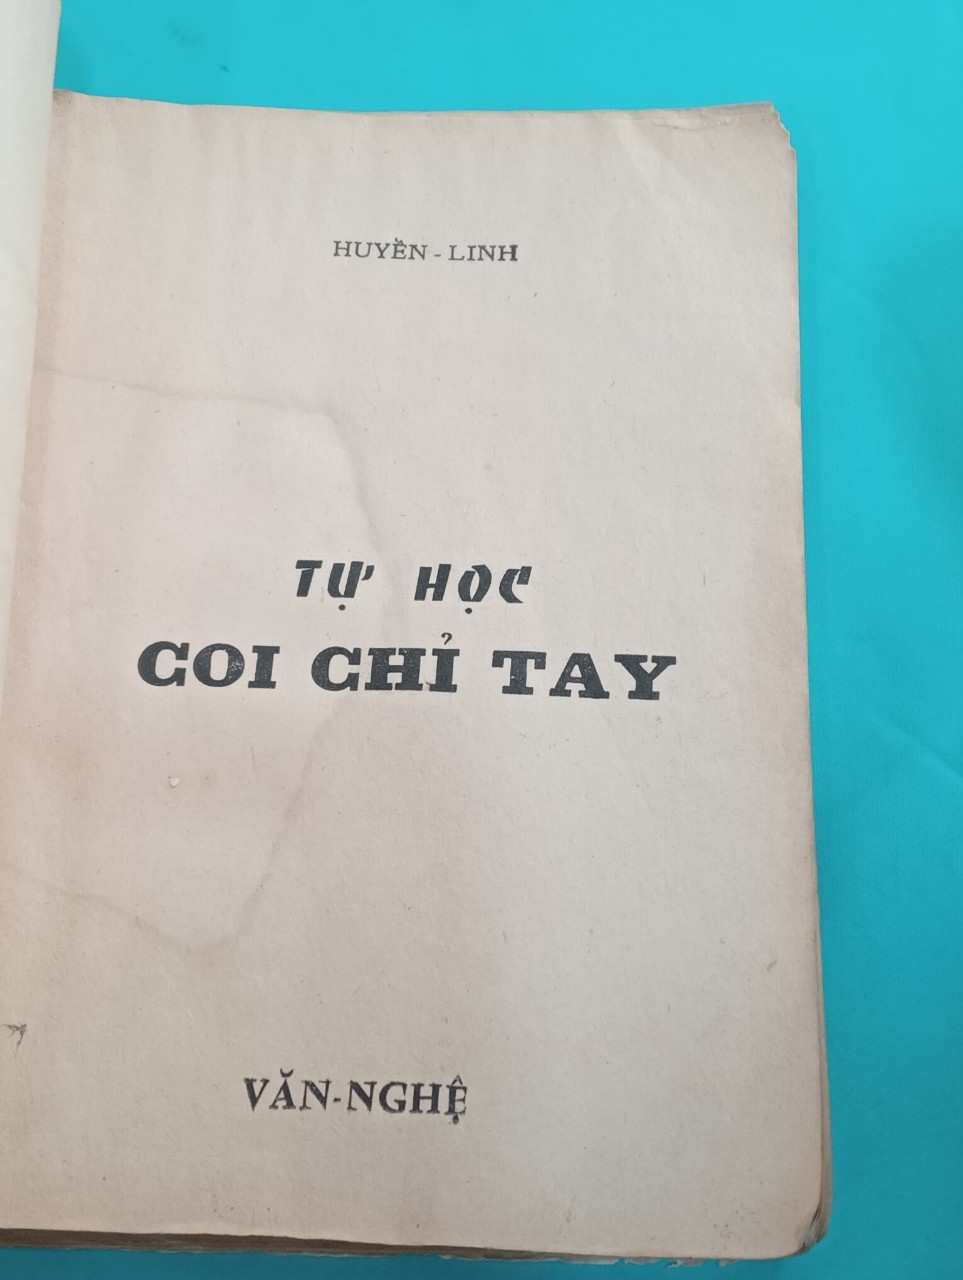 HUYỀN - LINH
TỰ HỌC
COI CHỈ TAY
VĂN-NGHỆ